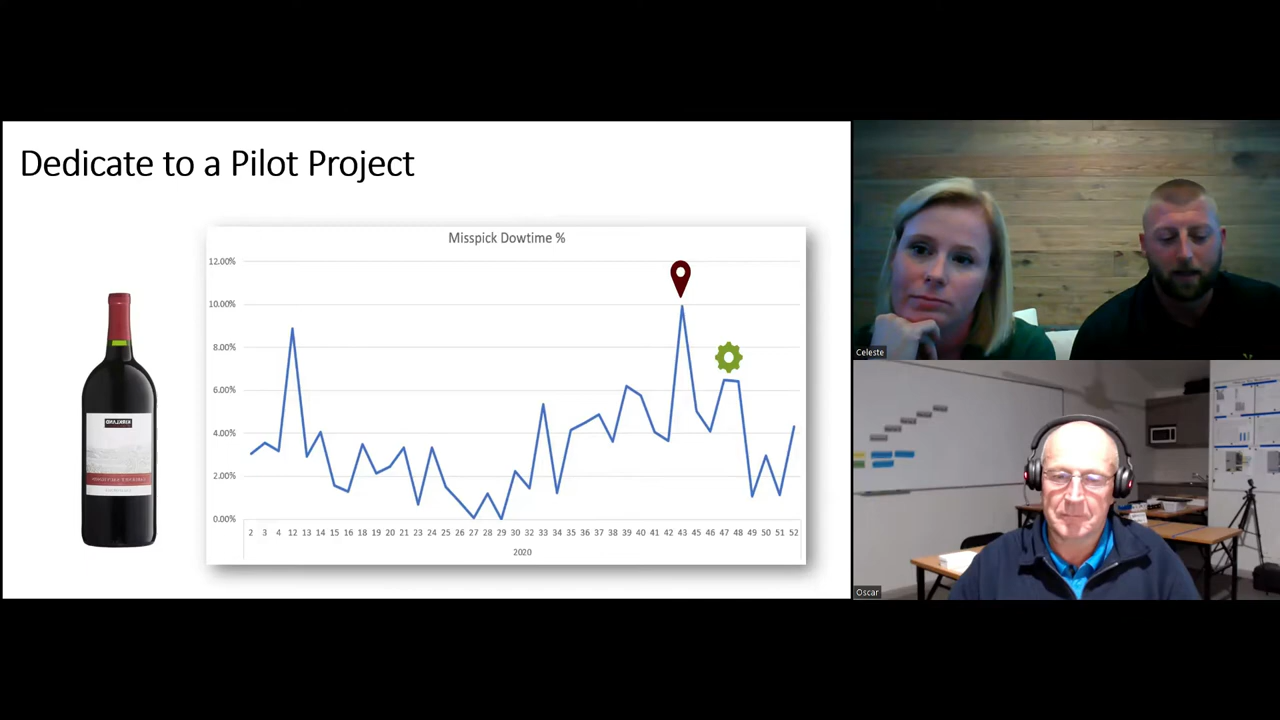 Dedicate to a Pilot Project
Misspick Dowtime %
12.00%
10.00%
8.00%
6.00%
4.00%
2.00%
0.00%
2 3 4 12 13 14 15 16 18 19 20 21 23 24 25 26 27 28 29 30 32 33 34 35 36 37 38 39 40 41 42 43 45 46 47 48 49 50 51 52
2020
Celeste
Oscar